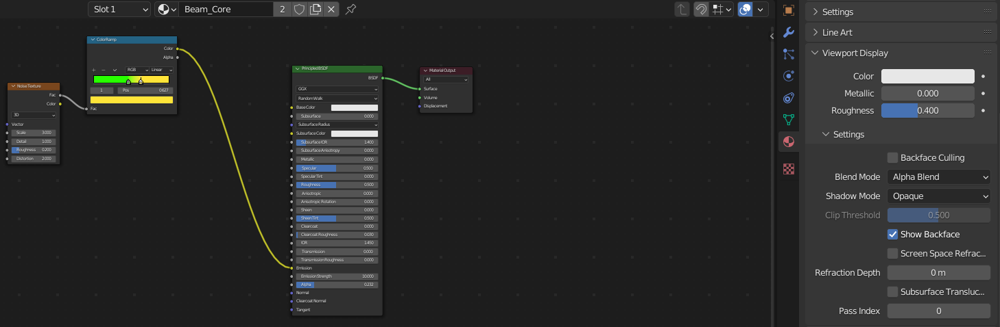 Slot 1
Beam_Core
2
ColorRamp
Color
Alpha
RGB
Linear
1
Pos
0.627
Fac
Noise Texture
Fac
Color
3D
Vector
Scale 3.000
Detail 1.000
Roughness 0.200
Distortion 2.000
Principled BSDF
BSDF
GGX
Random Walk
Base Color
Subsurface 0.000
Subsurface Radius
Subsurface Color
Subsurface IOR 1.400
Subsurface Anisotropy 0.000
Metallic 0.000
Specular 0.500
Specular Tint 0.000
Roughness 0.500
Anisotropic 0.000
Anisotropic Rotation 0.000
Sheen 0.000
Sheen Tint 0.500
Clearcoat 0.000
Clearcoat Roughness 0.030
IOR 1.450
Transmission 0.000
Transmission Roughness 0.000
Emission
Emission Strength 10.000
Alpha 0.232
Normal
Clearcoat Normal
Tangent
Material Output
All
Surface
Volume
Displacement
Settings
Line Art
Viewport Display
Color
Metallic 0.000
Roughness 0.400
Settings
Backface Culling
Blend Mode Alpha Blend
Shadow Mode Opaque
Clip Threshold 0.500
Show Backface
Screen Space Refrac...
Refraction Depth 0 m
Subsurface Transluc...
Pass Index 0